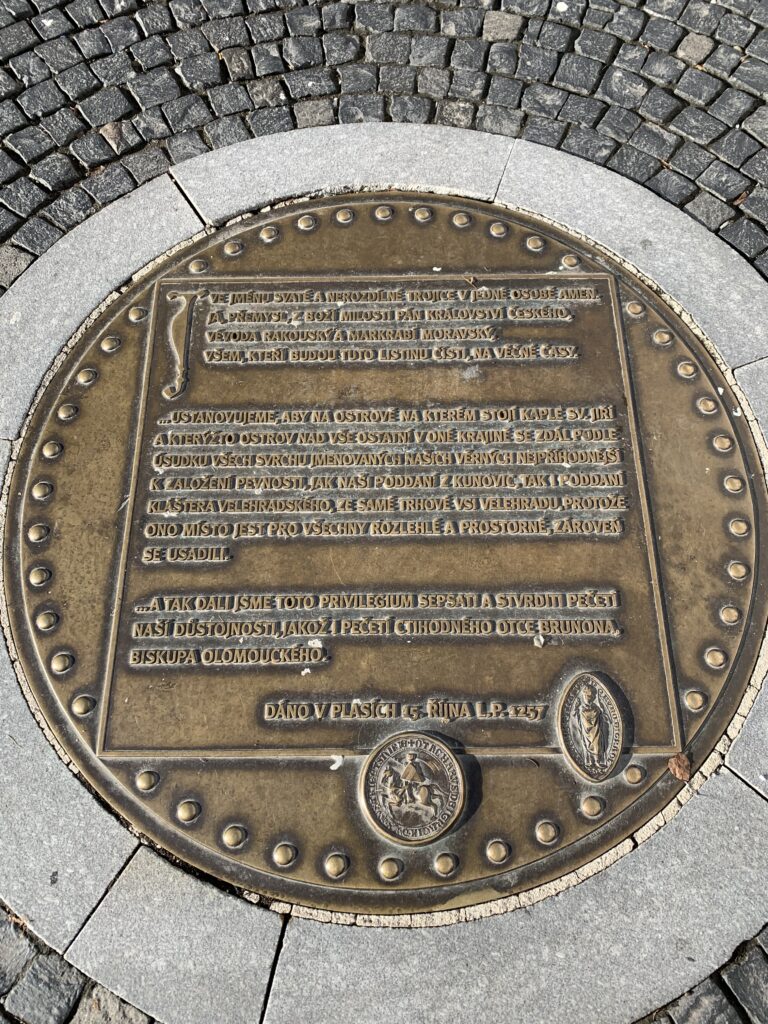 VE JMÉNU SVATÉ A NEROZDÍLNÉ TROJICE V JEDNÉ OSOBĚ AMEN.
JÁ, PŘEMYSL, Z BOŽÍ MILOSTI PÁN KRÁLOVSTVÍ ČESKÉHO,
VÉVODA RAKOUSKÝ A MARKRABÍ MORAVSKÝ,
VŠEM, KTEŘÍ BUDOU TUTO LISTINU ČÍSTI, NA VĚČNÉ ČASY.
...USTANOVUJEME, ABY NA OSTROVĚ NA KTERÉM STOJÍ KAPLE SV. JIŘÍ
A KTERÝŽTO OSTROV NAD VŠE OSTATNÍ V ONÉ KRAJINĚ SE ZDÁL PODLE
ÚSUDKU VŠECH SVRCHU JMENOVANÝCH NAŠICH VĚRNÝCH NEJPŘÍHODNĚJŠÍ
K ZALOŽENÍ PEVNOSTI, JAK NAŠI PODDANÍ Z KUNOVIC, TAK I PODDANÍ
KLÁŠTERA VELEHRADSKÉHO, ZE SAMÉ TRHOVÉ VSI VELEHRADU, PROTOŽE
ONO MÍSTO JEST PRO VŠECHNY ROZLEHLÉ A PROSTORNÉ, ZÁROVEŇ
SE USADILI.
...A TAK DALI JSME TOTO PRIVILEGIUM SEPSATI A STVRDITI PEČETÍ
NAŠÍ DŮSTOJNOSTI, JAKOŽ I PEČETÍ CTIHODNÉHO OTCE BRUNONA,
BISKUPA OLOMOUCKÉHO.
DÁNO V PLASÍCH 15. ŘÍJNA L.P. 1257